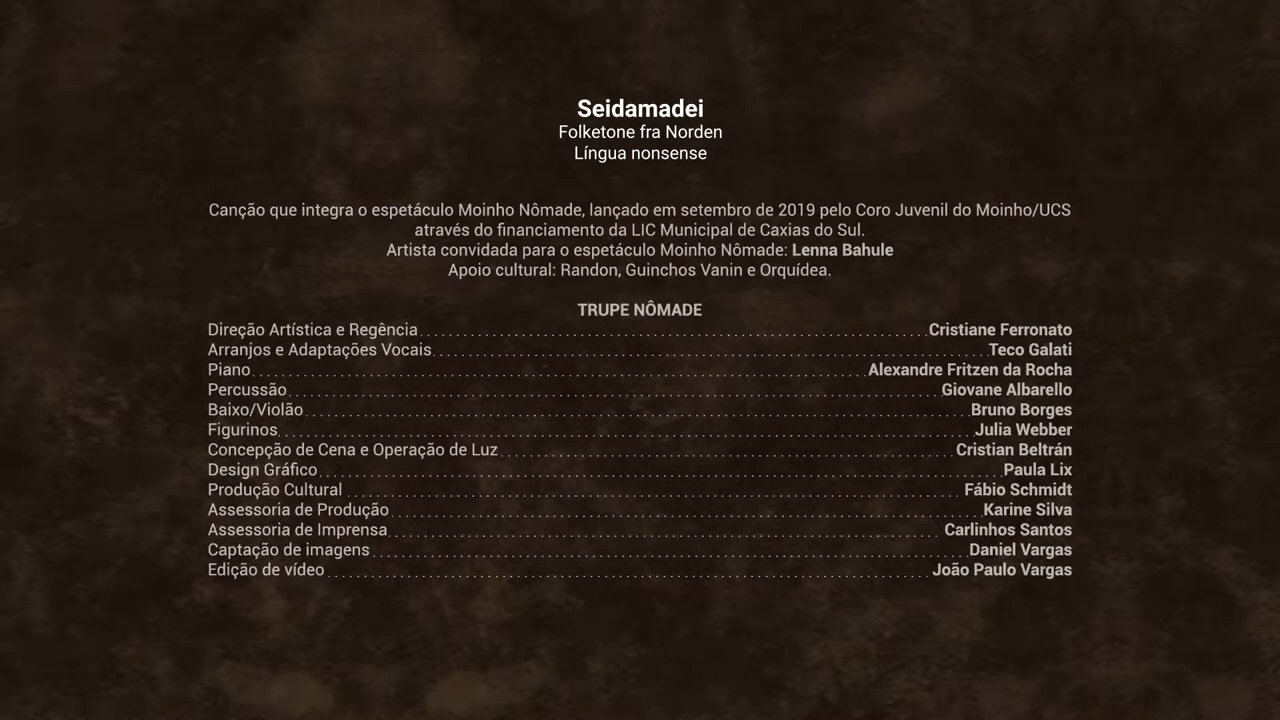 Seidamadei
Folketone fra Norden
Língua nonsense
Canção que integra o espetáculo Moinho Nômade, lançado em setembro de 2019 pelo Coro Juvenil do Moinho/UCS
através do financiamento da LIC Municipal de Caxias do Sul.
Artista convidada para o espetáculo Moinho Nômade: Lenna Bahule
Apoio cultural: Randon, Guinchos Vanin e Orquídea.
TRUPE NÔMADE
Direção Artística e Regência Cristiane Ferronato
Arranjos e Adaptações Vocais Teco Galati
Piano Alexandre Fritzen da Rocha
Percussão Giovane Albarello
Baixo/Violão Bruno Borges
Figurinos Julia Webber
Concepção de Cena e Operação de Luz Cristian Beltrán
Design Gráfico Paula Lix
Produção Cultural Fábio Schmidt
Assessoria de Produção Karine Silva
Assessoria de Imprensa Carlinhos Santos
Captação de imagens Daniel Vargas
Edição de vídeo João Paulo Vargas